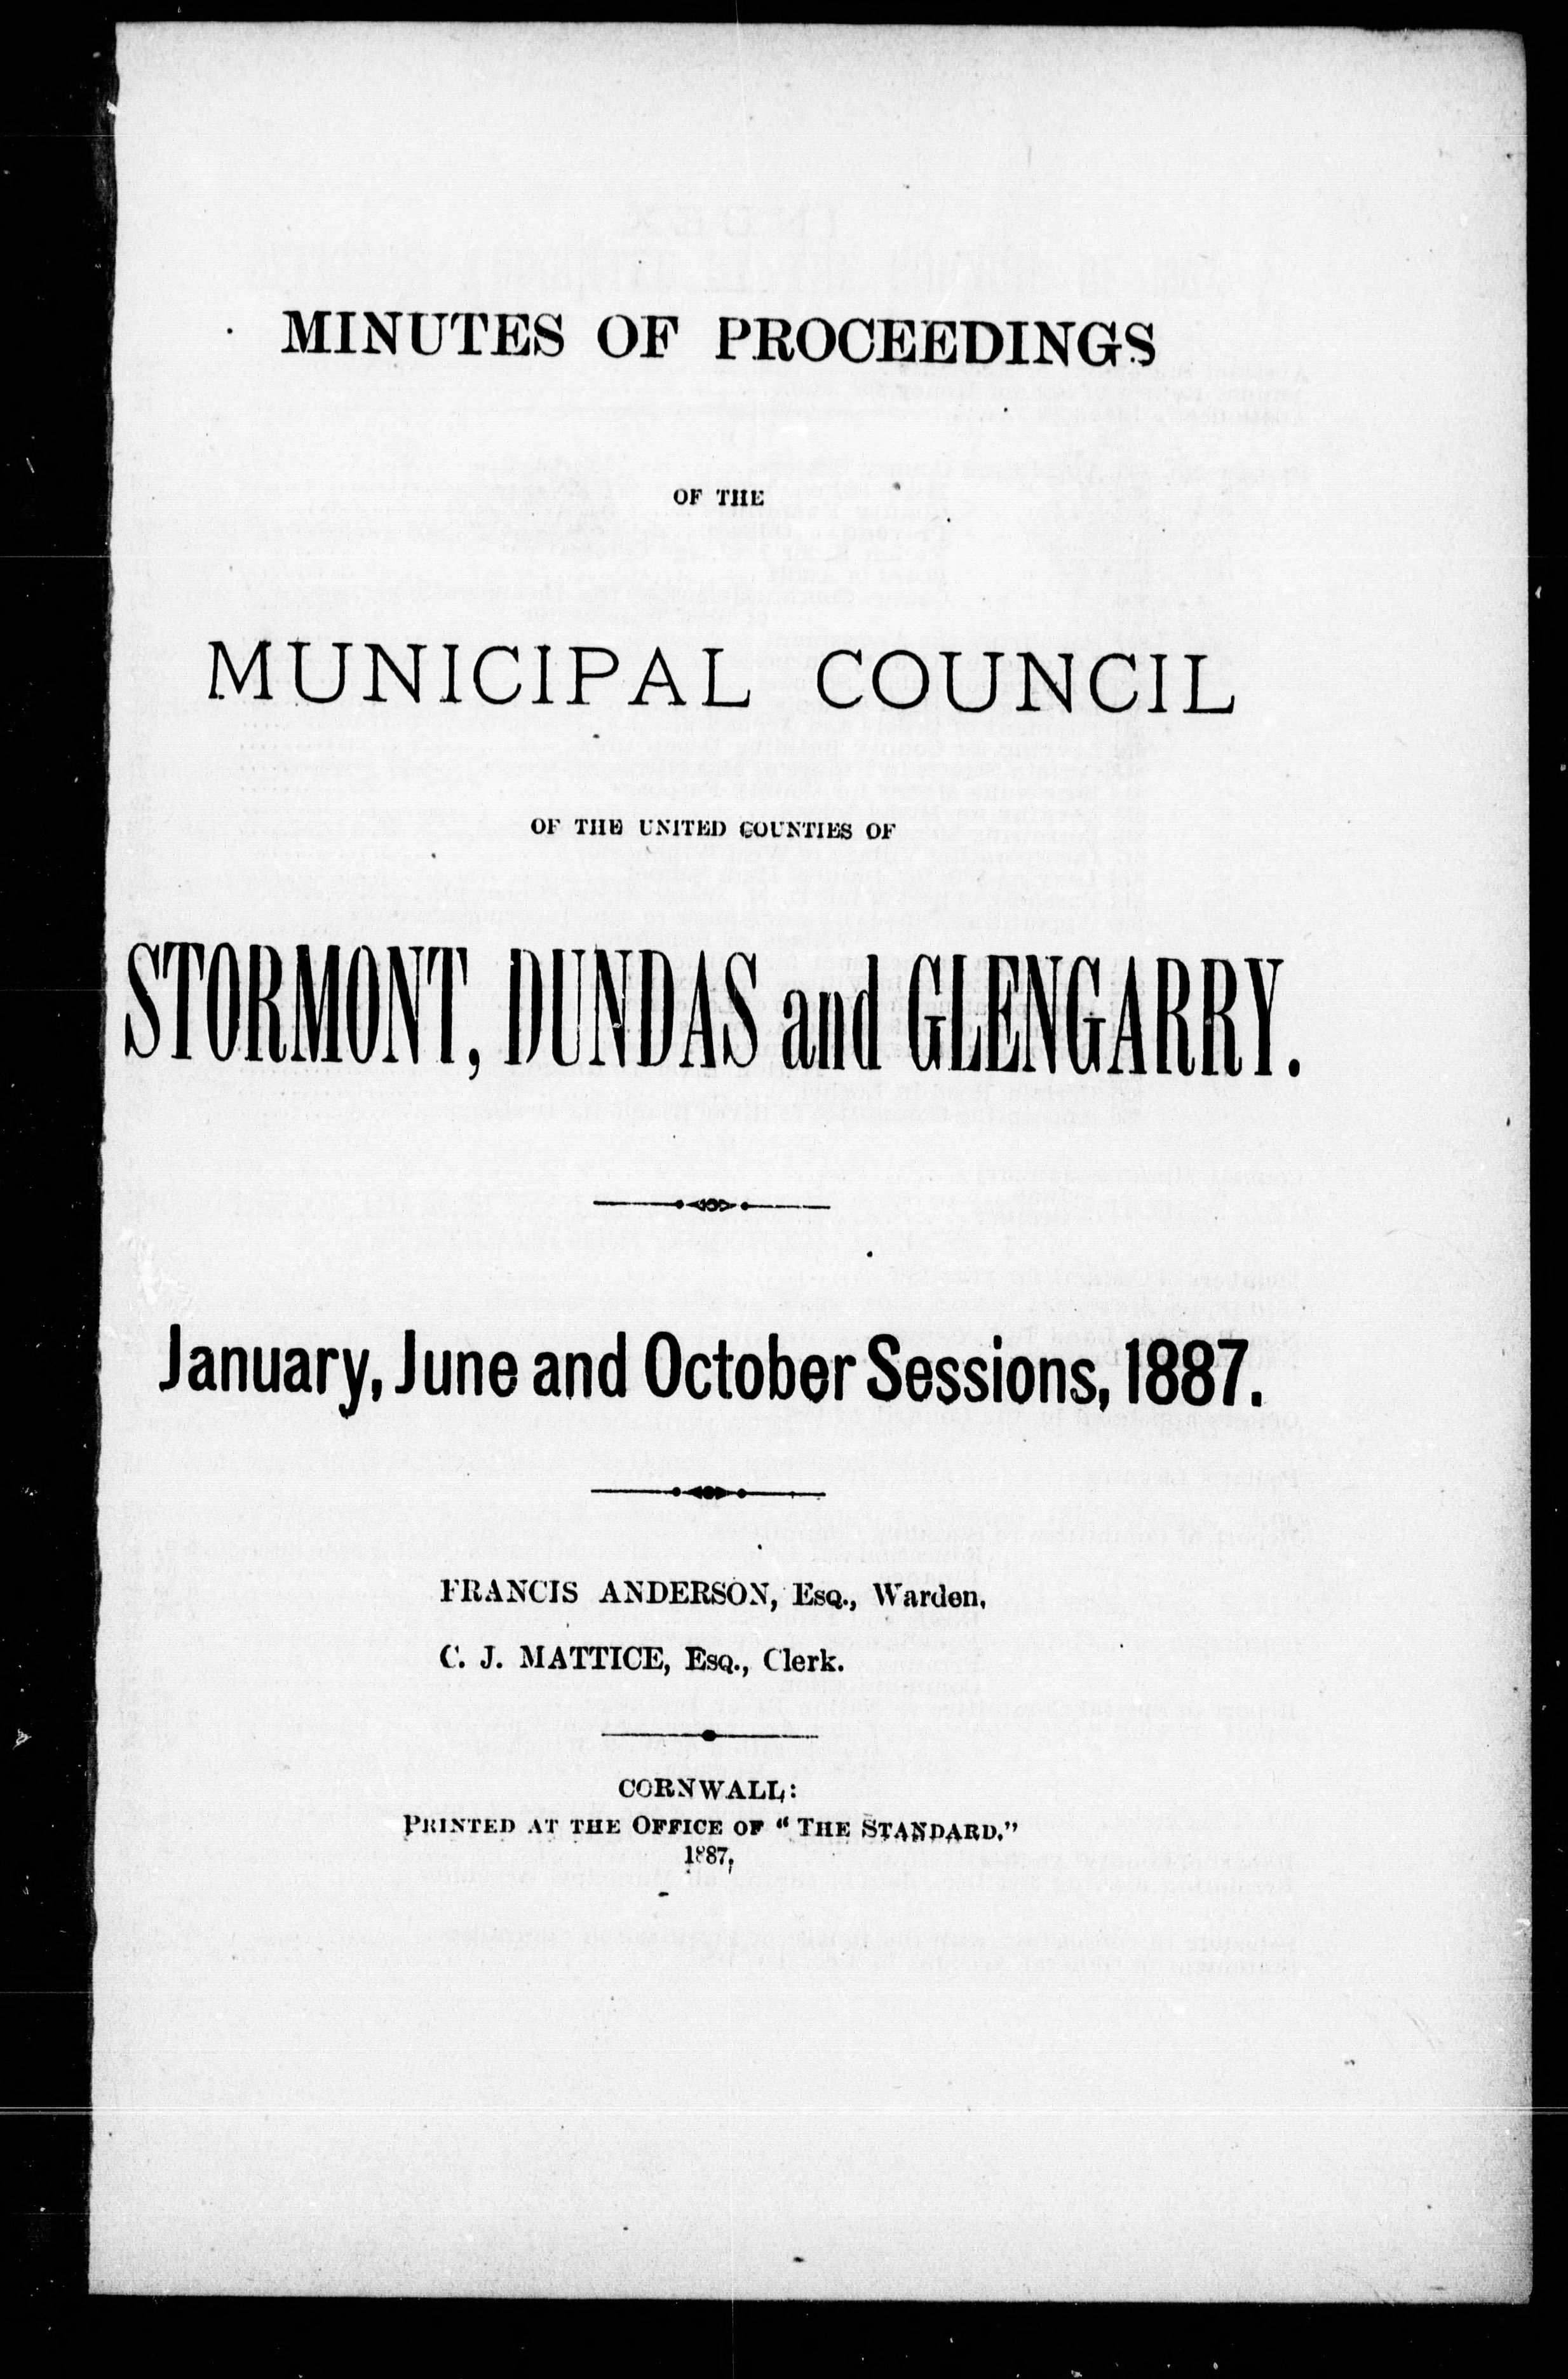 MINUTES OF PROCEEDINGS
OF THE
MUNICIPAL COUNCIL
OF THE UNITED COUNTIES OF
STORMONT, DUNDAS and GLENGARRY.
January, June and October Sessions, 1887.
FRANCIS ANDERSON, Esq., Warden.
C. J. MATTICE, Esq., Clerk.
CORNWALL:
PRINTED AT THE OFFICE OF "THE STANDARD."
1887.